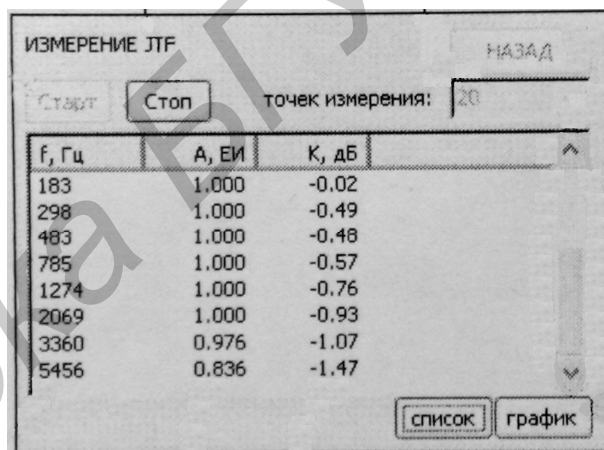 ИЗМЕРЕНИЕ JTF
НАЗАД
Старт Стоп точек измерения: 20
f, Гц A, ЕИ K, дБ
183 1.000 -0.02
298 1.000 -0.49
483 1.000 -0.48
785 1.000 -0.57
1274 1.000 -0.76
2069 1.000 -0.93
3360 0.976 -1.07
5456 0.836 -1.47
список график